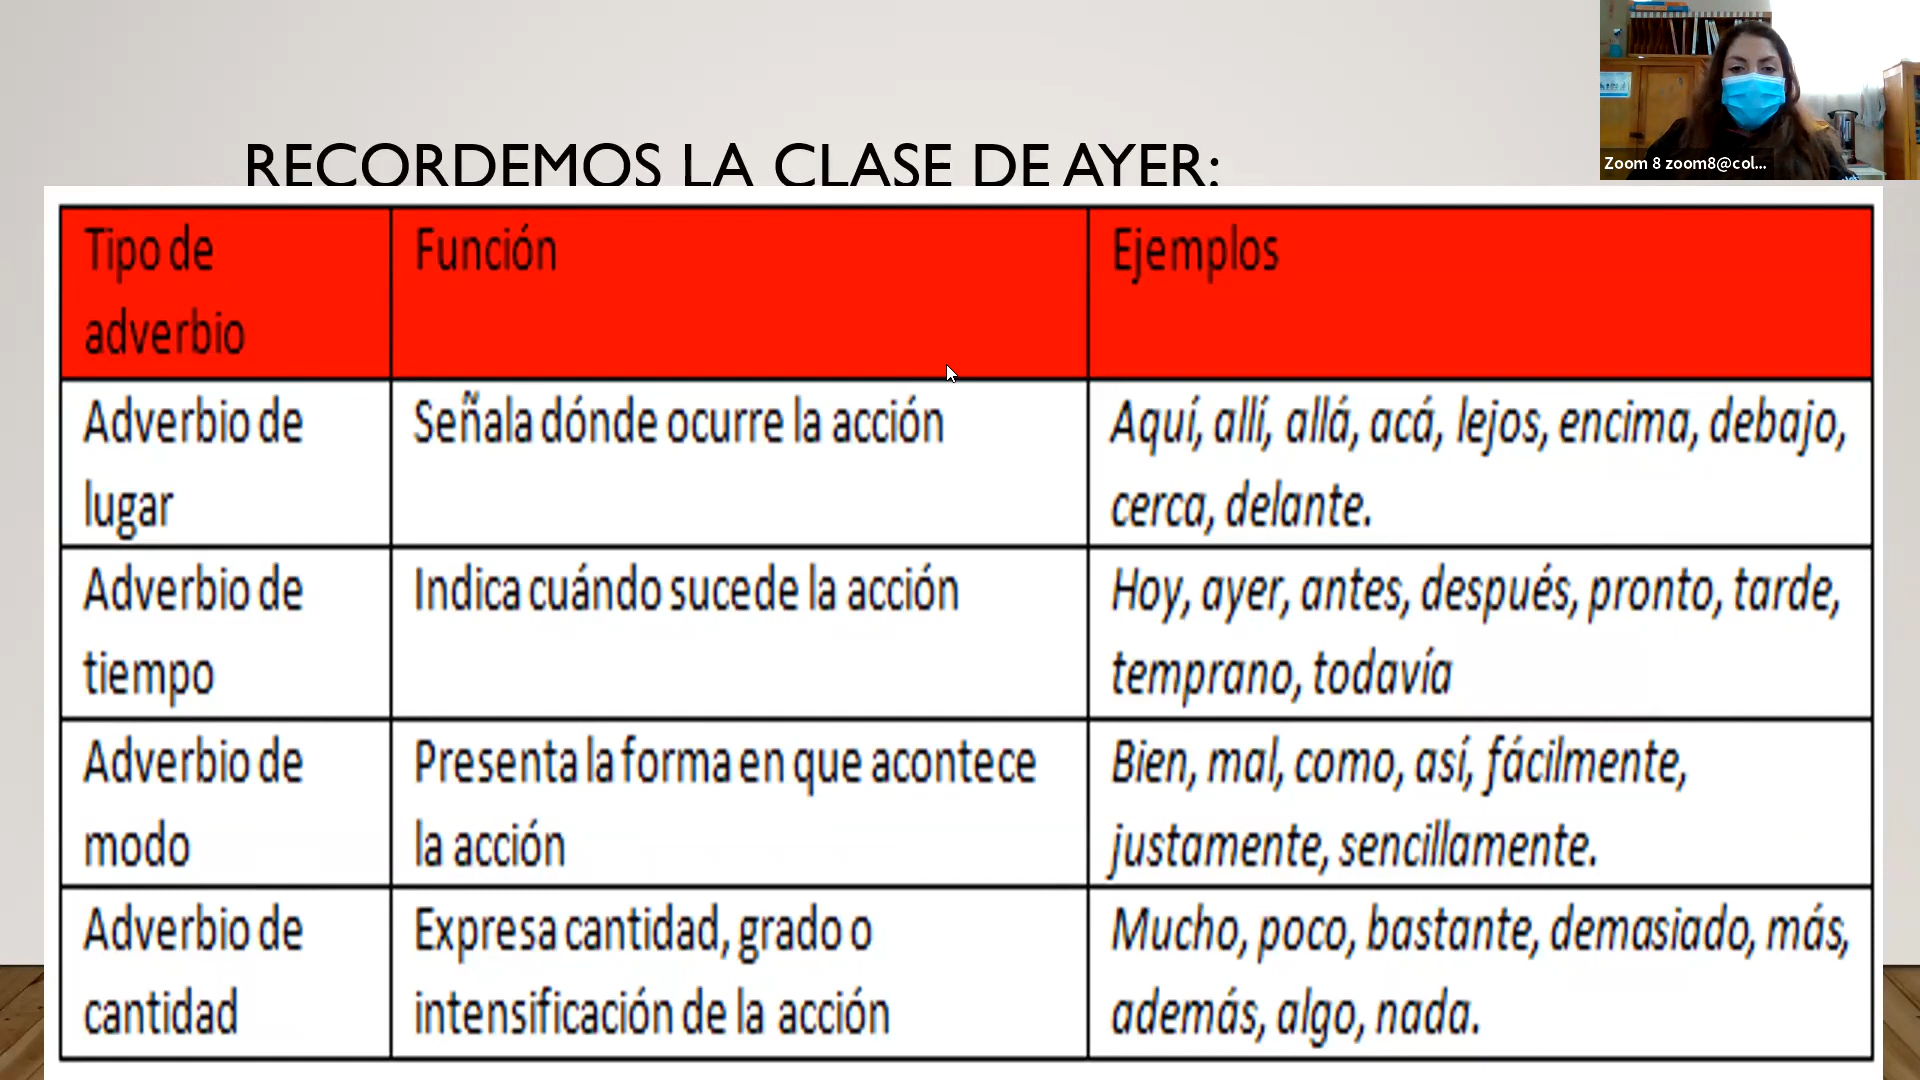 RECORDEMOS LA CLASE DE AYER:
Zoom 8 zoom8@col...
Tipo de
adverbio
Función
Ejemplos
Adverbio de
lugar
Señala dónde ocurre la acción
Aquí, allí, allá, acá, lejos, encima, debajo,
cerca, delante.
Adverbio de
tiempo
Indica cuándo sucede la acción
Hoy, ayer, antes, después, pronto, tarde,
temprano, todavía
Adverbio de
modo
Presenta la forma en que acontece
la acción
Bien, mal, como, así, fácilmente,
justamente, sencillamente.
Adverbio de
cantidad
Expresa cantidad, grado o
intensificación de la acción
Mucho, poco, bastante, demasiado, más,
además, algo, nada.